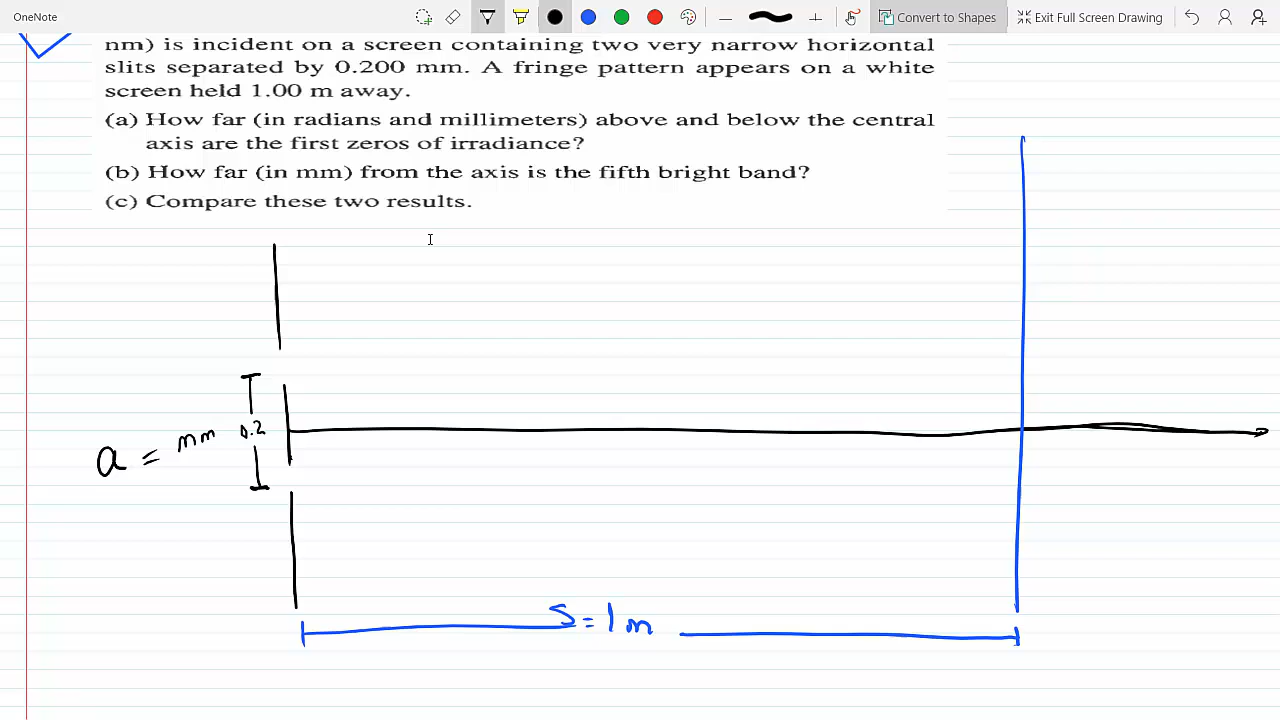 OneNote
Convert to Shapes
Exit Full Screen Drawing
nm) is incident on a screen containing two very narrow horizontal
slits separated by 0.200 mm. A fringe pattern appears on a white
screen held 1.00 m away.
(a) How far (in radians and millimeters) above and below the central
axis are the first zeros of irradiance?
(b) How far (in mm) from the axis is the fifth bright band?
(c) Compare these two results.
a = mm 0.2
S = 1 m